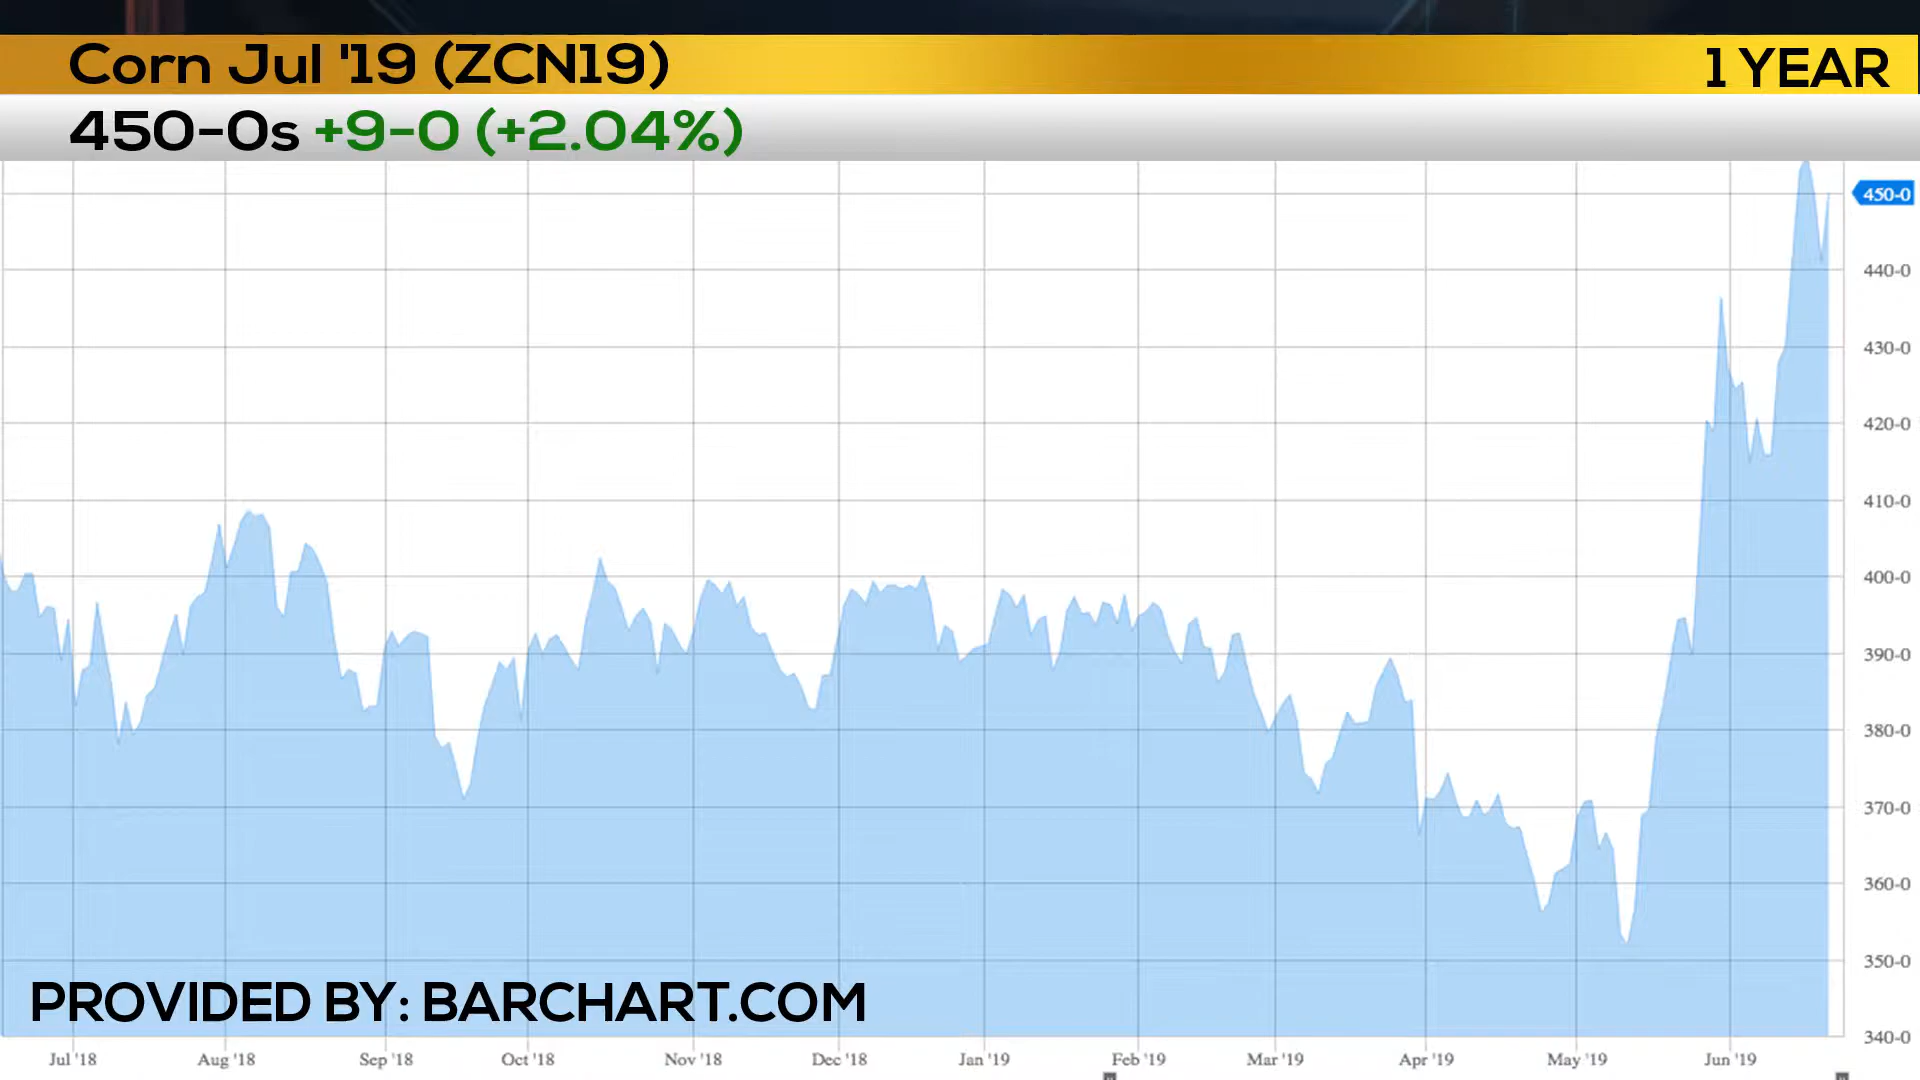 Corn Jul '19 (ZCN19)
1 YEAR
450-0s +9-0 (+2.04%)
450-0
440-0
430-0
420-0
410-0
400-0
390-0
380-0
370-0
360-0
350-0
340-0
PROVIDED BY: BARCHART.COM
Jul '18 Aug '18 Sep '18 Oct '18 Nov '18 Dec '18 Jan '19 Feb '19 Mar '19 Apr '19 May '19 Jun '19